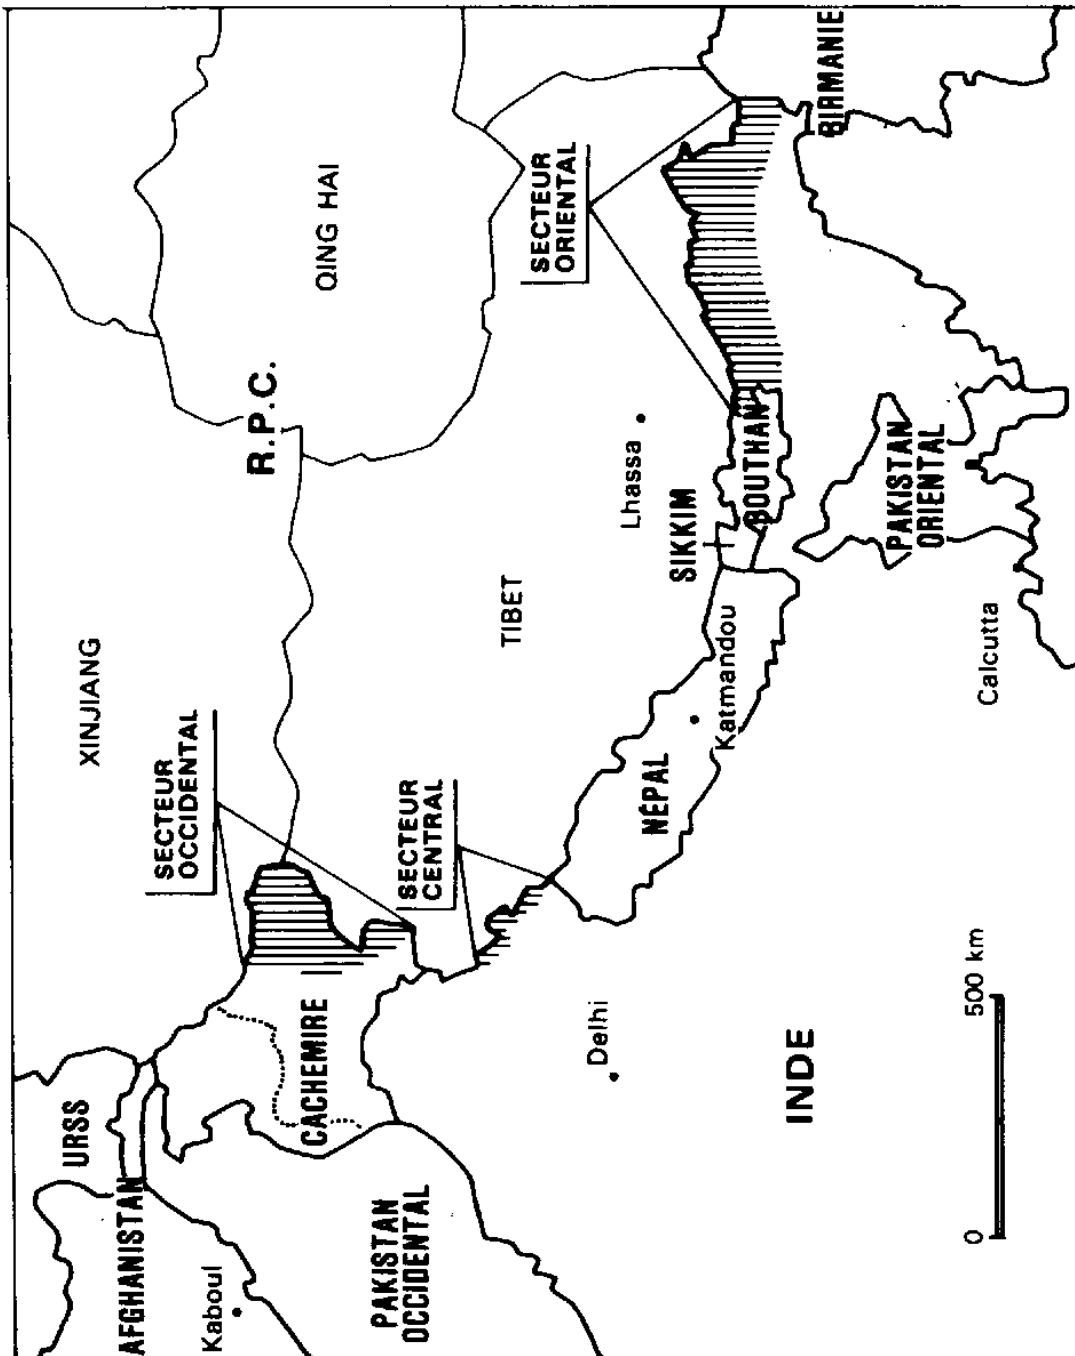 URSS
AFGHANISTAN
Kaboul
PAKISTAN
OCCIDENTAL
CACHEMIRE
XINJIANG
SECTEUR
OCCIDENTAL
SECTEUR
CENTRAL
R.P.C.
QING HAI
TIBET
Lhassa
SECTEUR
ORIENTAL
NÉPAL
Katmandou
SIKKIM
BOUTHAN
BIRMANIE
PAKISTAN
ORIENTAL
Calcutta
Delhi
INDE
0
500 km